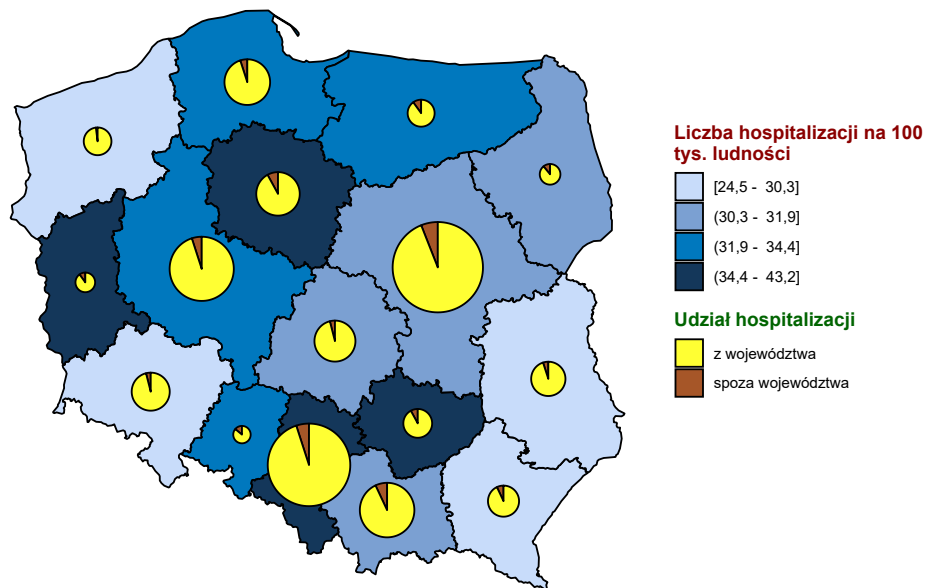 Liczba hospitalizacji na 100
tys. ludności
[24,5 -  30,3]
(30,3 -  31,9]
(31,9 -  34,4]
(34,4 -  43,2]
Udział hospitalizacji
z województwa
spoza województwa